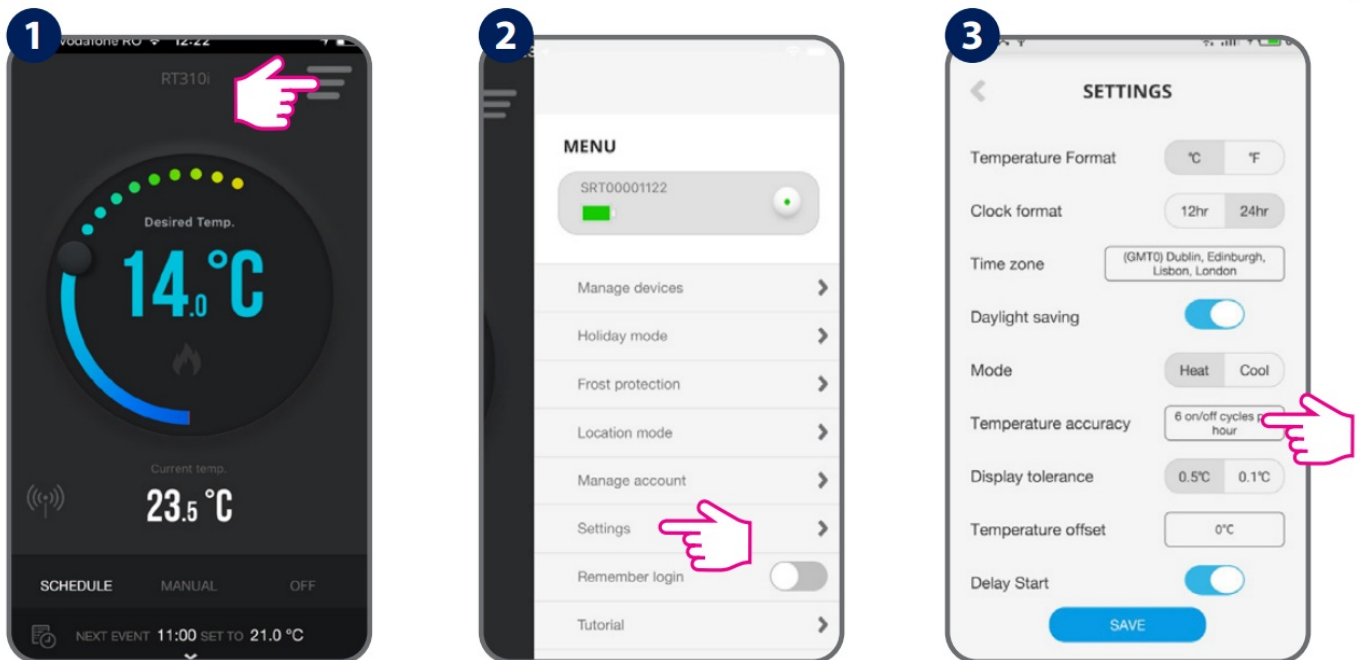 1
vodafone RO 12:22
RT310i
Desired Temp.
14.0 °C
Current temp.
23.5 °C
SCHEDULE MANUAL OFF
NEXT EVENT 11:00 SET TO 21.0 °C
2
MENU
SRT00001122
Manage devices
Holiday mode
Frost protection
Location mode
Manage account
Settings
Remember login
Tutorial
3
SETTINGS
Temperature Format °C °F
Clock format 12hr 24hr
Time zone (GMT0) Dublin, Edinburgh,
Lisbon, London
Daylight saving
Mode Heat Cool
Temperature accuracy 6 on/off cycles
hour
Display tolerance 0.5°C 0.1°C
Temperature offset 0°C
Delay Start
SAVE